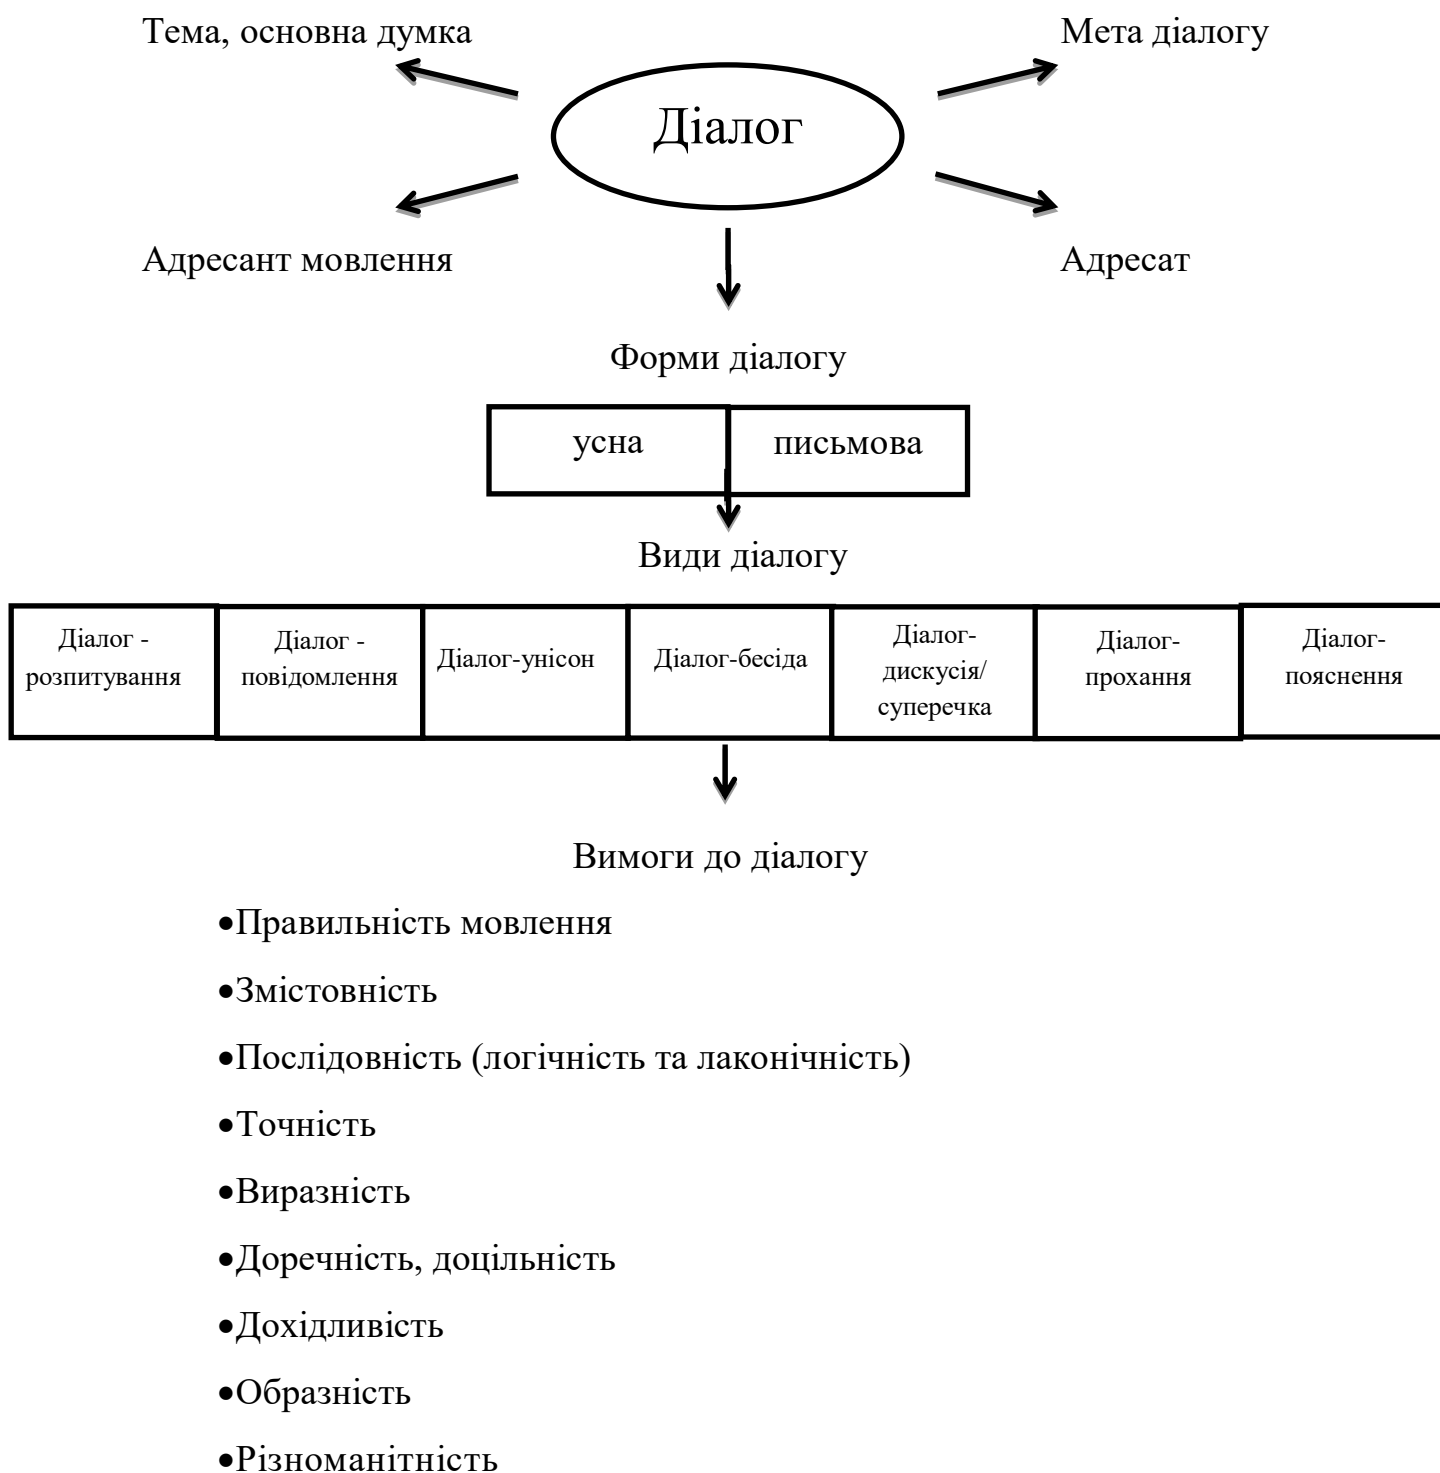 Тема, основна думка
Мета діалогу
Діалог
Адресант мовлення
Адресат
Форми діалогу
усна
письмова
Види діалогу
Діалог -
розпитування
Діалог -
повідомлення
Діалог-унісон
Діалог-бесіда
Діалог-
дискусія/
суперечка
Діалог-
прохання
Діалог-
пояснення
Вимоги до діалогу
•Правильність мовлення
•Змістовність
•Послідовність (логічність та лаконічність)
•Точність
•Виразність
•Доречність, доцільність
•Дохідливість
•Образність
•Різноманітність